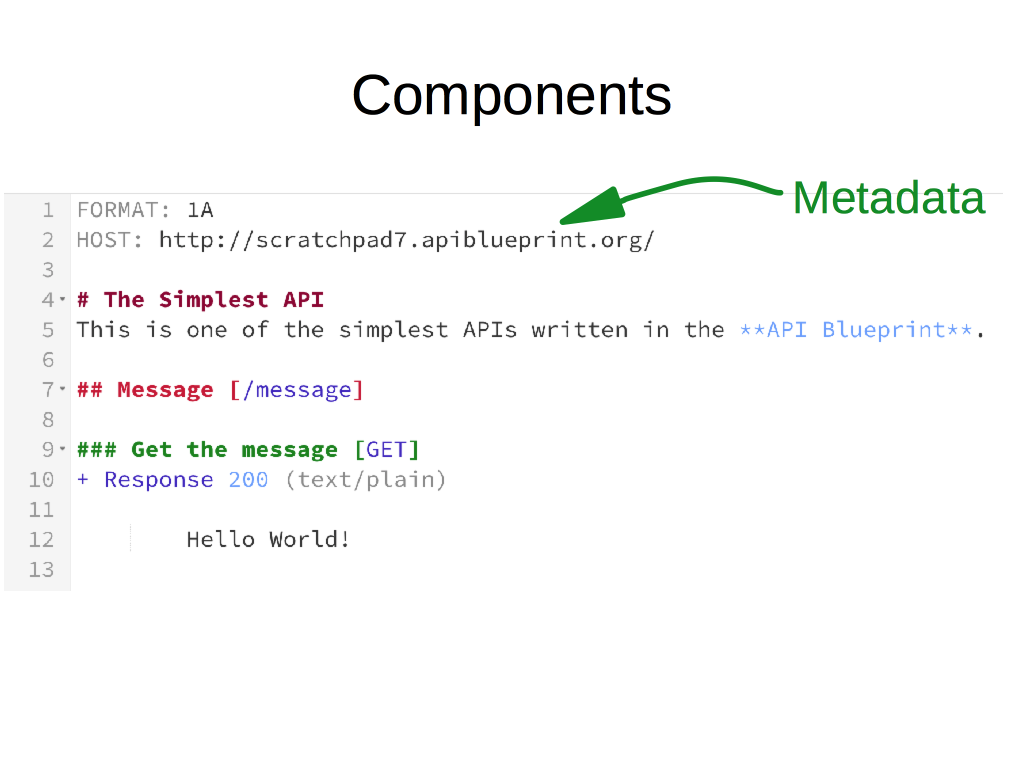 Components
Metadata
1 FORMAT: 1A
2 HOST: http://scratchpad7.apiblueprint.org/
3
4 # The Simplest API
5 This is one of the simplest APIs written in the **API Blueprint**.
6
7 ## Message [/message]
8
9 ### Get the message [GET]
10 + Response 200 (text/plain)
11
12 Hello World!
13